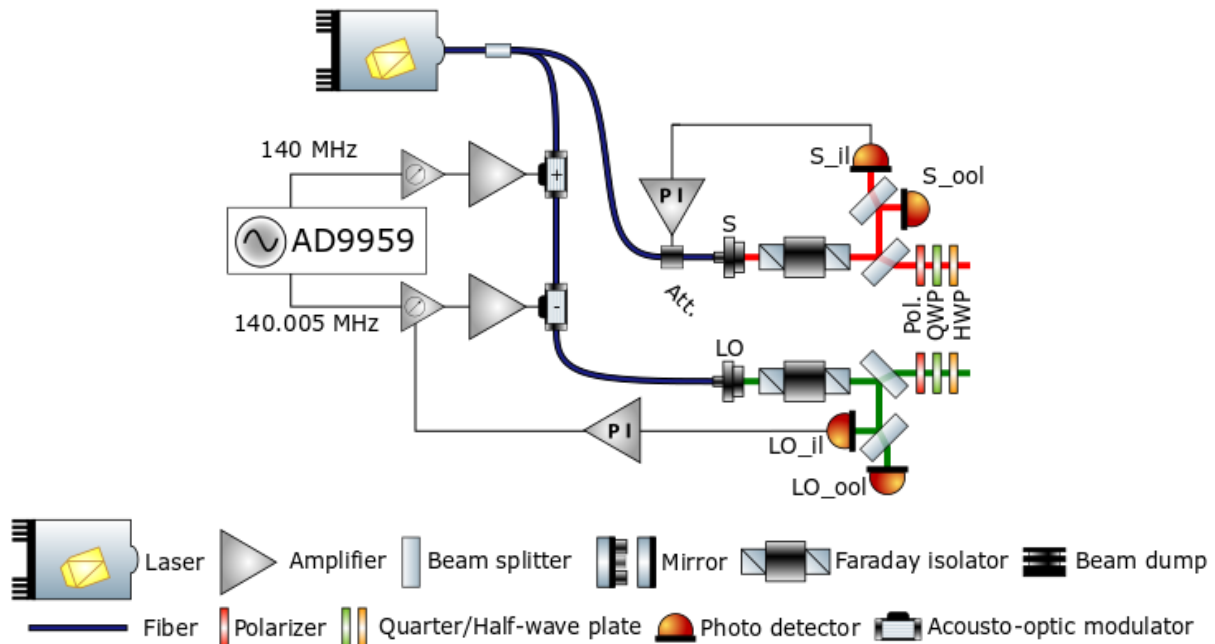 140 MHz
S_il
S_ool
+
P I
S
AD9959
Att.
Pol.
QWP
HWP
140.005 MHz
-
LO
P I
LO_il
LO_ool
Laser
Amplifier
Beam splitter
Mirror
Faraday isolator
Beam dump
Fiber
Polarizer
Quarter/Half-wave plate
Photo detector
Acousto-optic modulator